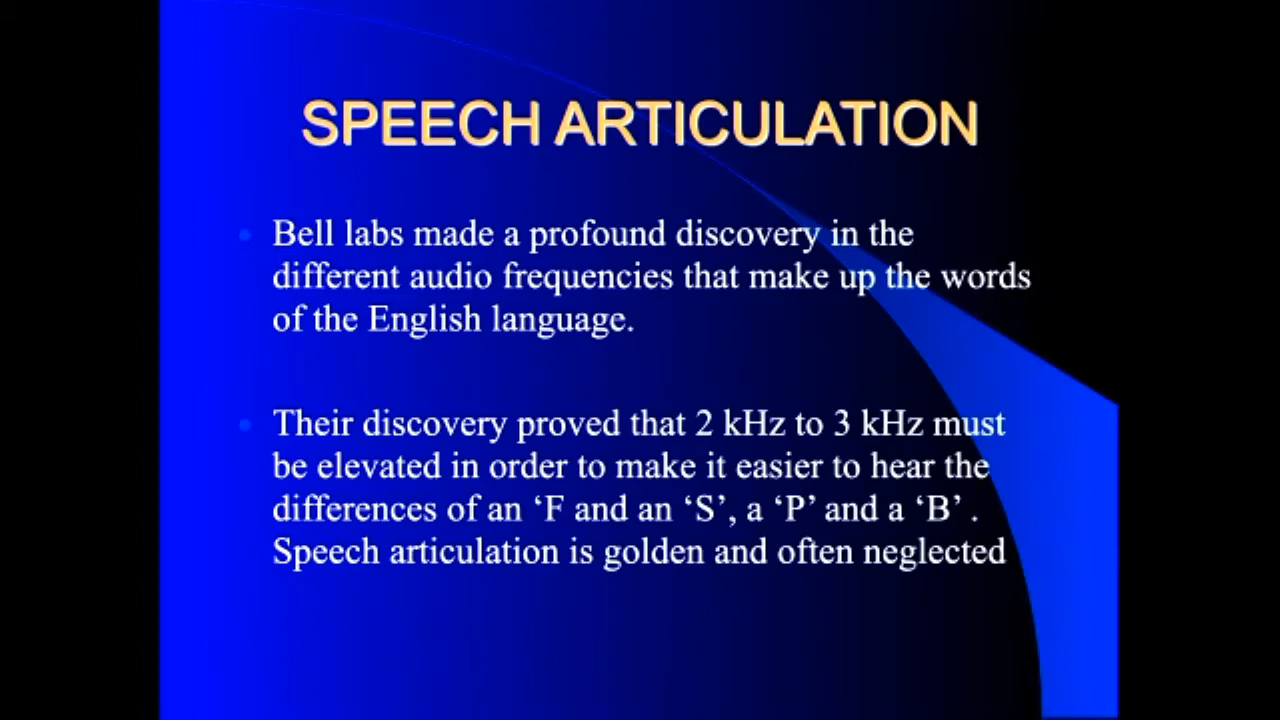 SPEECH ARTICULATION
Bell labs made a profound discovery in the
different audio frequencies that make up the words
of the English language.
Their discovery proved that 2 kHz to 3 kHz must
be elevated in order to make it easier to hear the
differences of an ‘F and an ‘S’, a ‘P’ and a ‘B’ .
Speech articulation is golden and often neglected